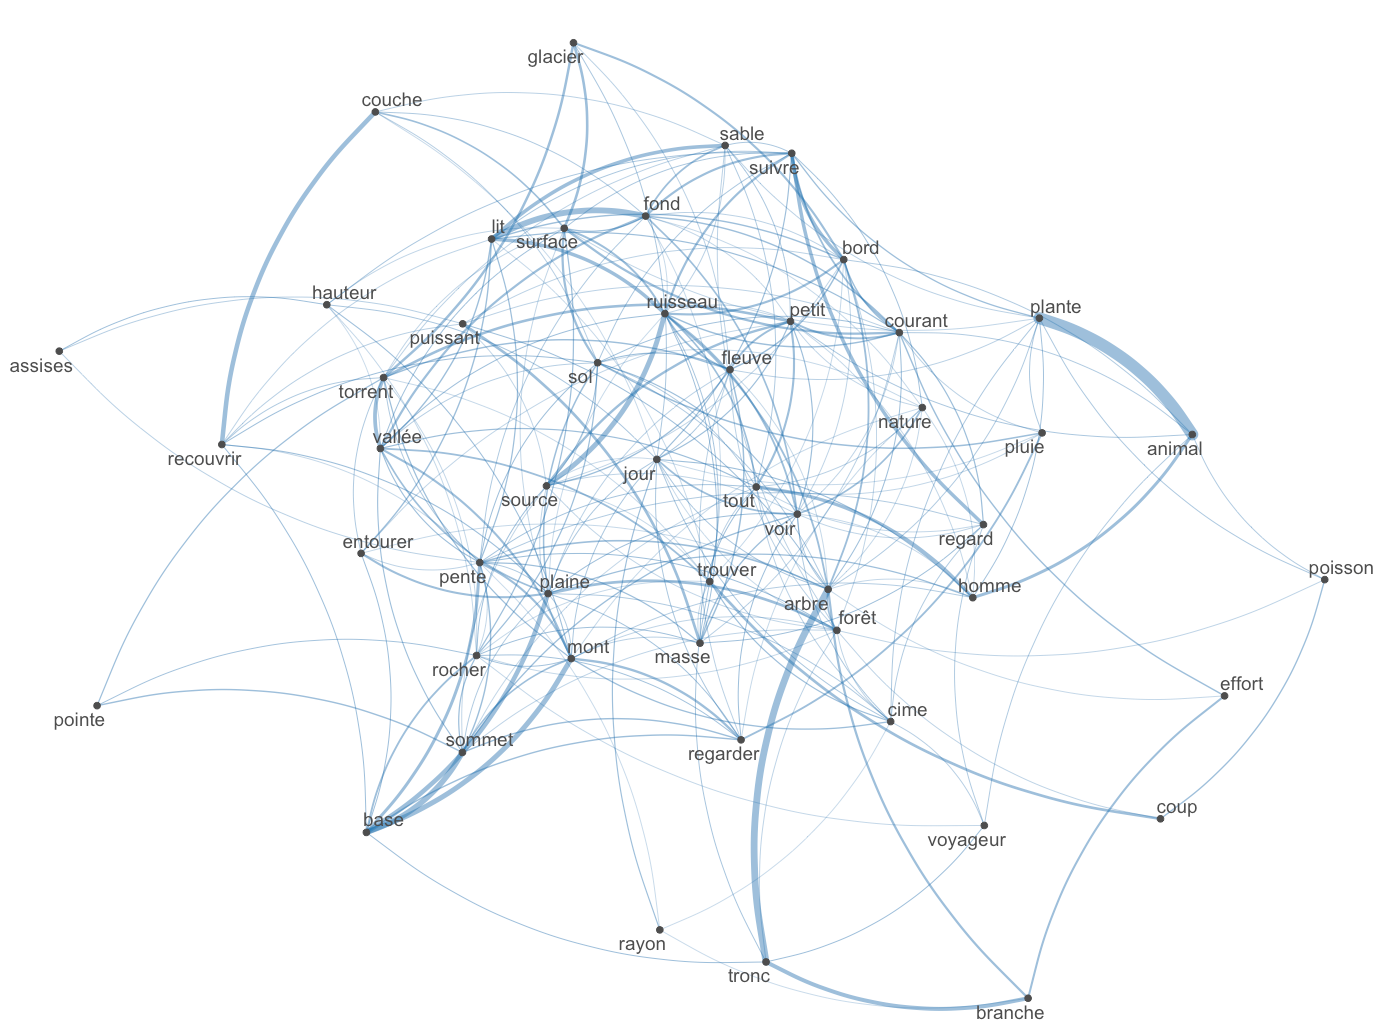 glacier
couche
sable
suivre
fond
lit
surface
bord
hauteur
ruisseau
petit
plante
puissant
courant
assises
fleuve
sol
torrent
nature
vallée
pluie
animal
recouvrir
jour
source
tout
voir
regard
entourer
pente
plaine
trouver
homme
poisson
arbre
forêt
mont
masse
rocher
effort
pointe
cime
sommet
regarder
base
coup
voyageur
rayon
tronc
branche